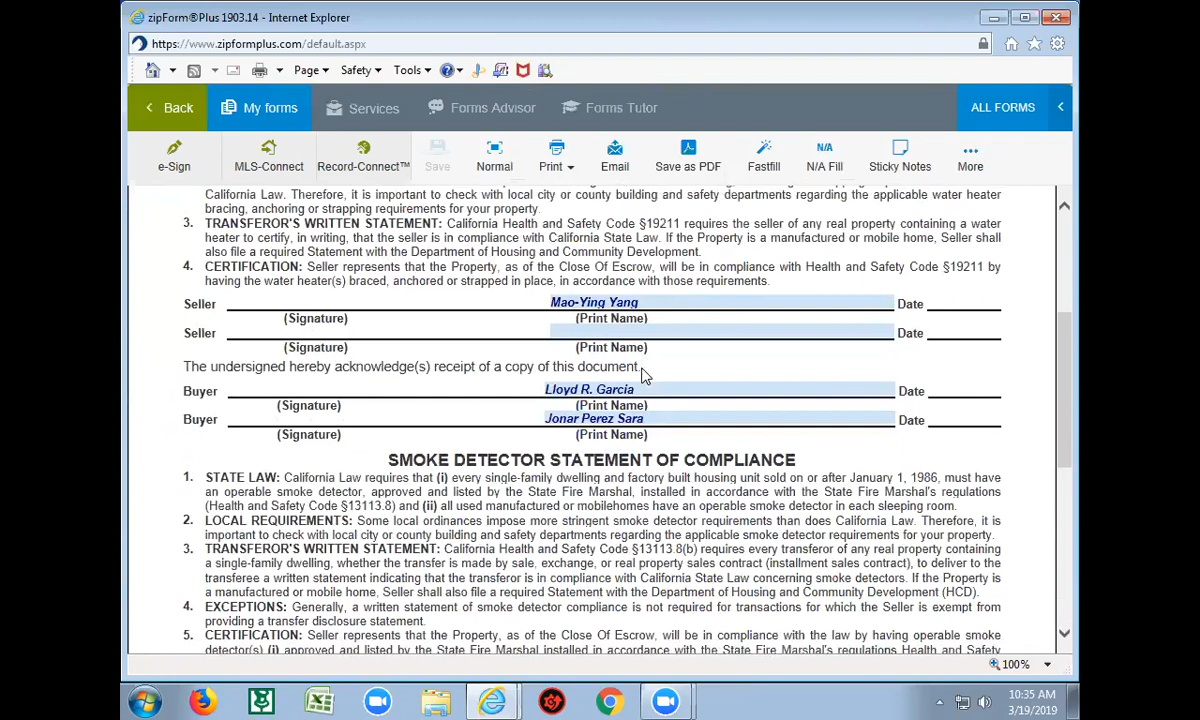 zipForm®Plus 1903.14 - Internet Explorer
https://www.zipformplus.com/default.aspx
Page Safety Tools
Back My forms Services Forms Advisor Forms Tutor ALL FORMS
N/A
e-Sign MLS-Connect Record-Connect™ Save Normal Print Email Save as PDF Fastfill N/A Fill Sticky Notes More
California Law. Therefore, it is important to check with local city or county building and safety departments regarding the applicable water heater
bracing, anchoring or strapping requirements for your property.
3. TRANSFEROR'S WRITTEN STATEMENT: California Health and Safety Code §19211 requires the seller of any real property containing a water
heater to certify, in writing, that the seller is in compliance with California State Law. If the Property is a manufactured or mobile home, Seller shall
also file a required Statement with the Department of Housing and Community Development.
4. CERTIFICATION: Seller represents that the Property, as of the Close Of Escrow, will be in compliance with Health and Safety Code §19211 by
having the water heater(s) braced, anchored or strapped in place, in accordance with those requirements.
Seller Mao-Ying Yang Date
(Signature) (Print Name)
Seller Date
(Signature) (Print Name)
The undersigned hereby acknowledge(s) receipt of a copy of this document.
Buyer Lloyd R. Garcia Date
(Signature) (Print Name)
Buyer Jonar Perez Sara Date
(Signature) (Print Name)
SMOKE DETECTOR STATEMENT OF COMPLIANCE
1. STATE LAW: California Law requires that (i) every single-family dwelling and factory built housing unit sold on or after January 1, 1986, must have
an operable smoke detector, approved and listed by the State Fire Marshal, installed in accordance with the State Fire Marshal's regulations
(Health and Safety Code §13113.8) and (ii) all used manufactured or mobilehomes have an operable smoke detector in each sleeping room.
2. LOCAL REQUIREMENTS: Some local ordinances impose more stringent smoke detector requirements than does California Law. Therefore, it is
important to check with local city or county building and safety departments regarding the applicable smoke detector requirements for your property.
3. TRANSFEROR'S WRITTEN STATEMENT: California Health and Safety Code §13113.8(b) requires every transferor of any real property containing
a single-family dwelling, whether the transfer is made by sale, exchange, or real property sales contract (installment sales contract), to deliver to the
transferee a written statement indicating that the transferor is in compliance with California State Law concerning smoke detectors. If the Property is
a manufactured or mobile home, Seller shall also file a required Statement with the Department of Housing and Community Development (HCD).
4. EXCEPTIONS: Generally, a written statement of smoke detector compliance is not required for transactions for which the Seller is exempt from
providing a transfer disclosure statement.
5. CERTIFICATION: Seller represents that the Property, as of the Close Of Escrow, will be in compliance with the law by having operable smoke
detector(s) (i) approved and listed by the State Fire Marshal installed in accordance with the State Fire Marshal's regulations Health and Safety
100%
10:35 AM
3/19/2019